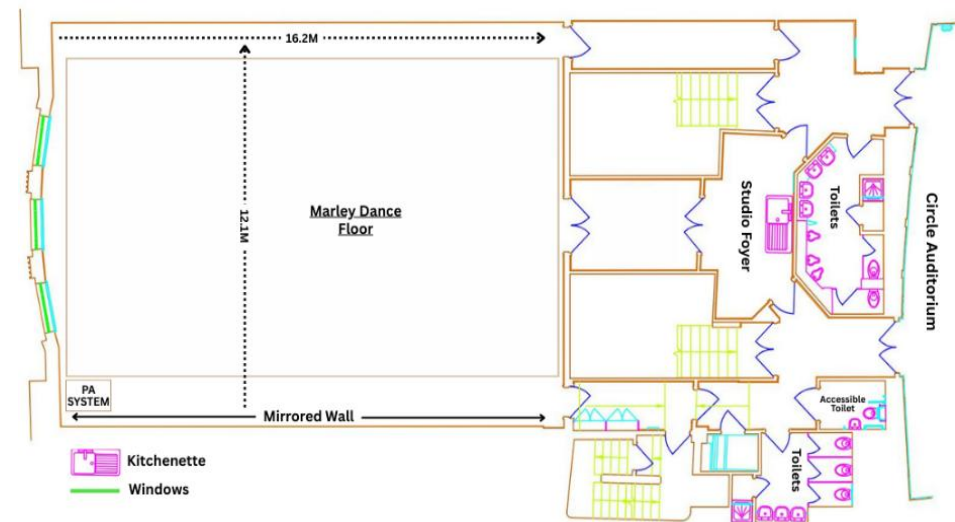 16.2M
12.1M
Marley Dance
Floor
Studio Foyer
Toilets
Circle Auditorium
PA
SYSTEM
Mirrored Wall
Accessible
Toilet
Toilets
Kitchenette
Windows